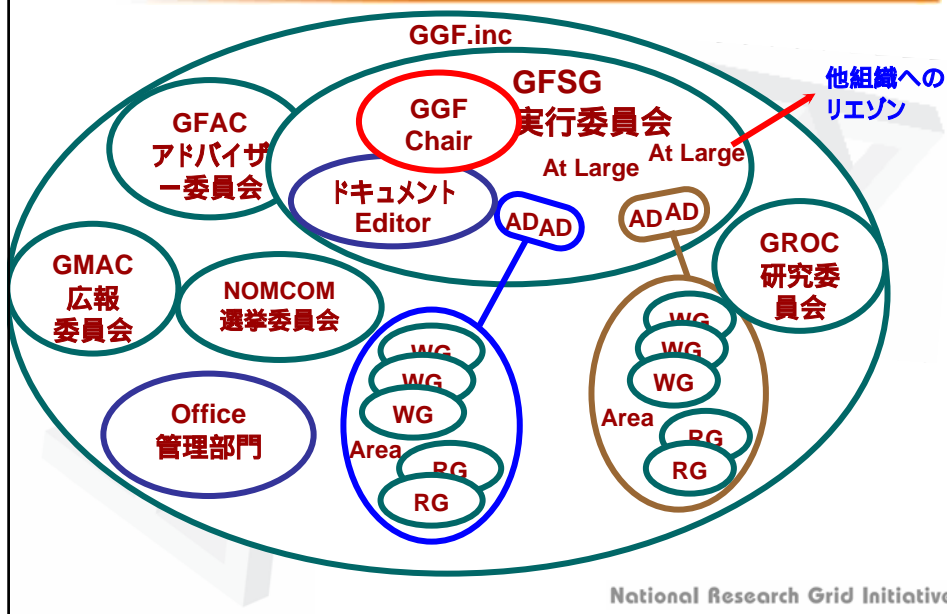 GGF.inc
GFSG
実行委員会
GGF
Chair
他組織への
リエゾン
GFAC
アドバイザ
ー委員会
At Large
At Large
ドキュメント
Editor
ADAD
AD AD
GMAC
広報
委員会
NOMCOM
選挙委員会
GROC
研究委
員会
WG
WG
WG
Area
RG
RG
WG
WG
WG
Area
RG
RG
Office
管理部門
National Research Grid Initiative